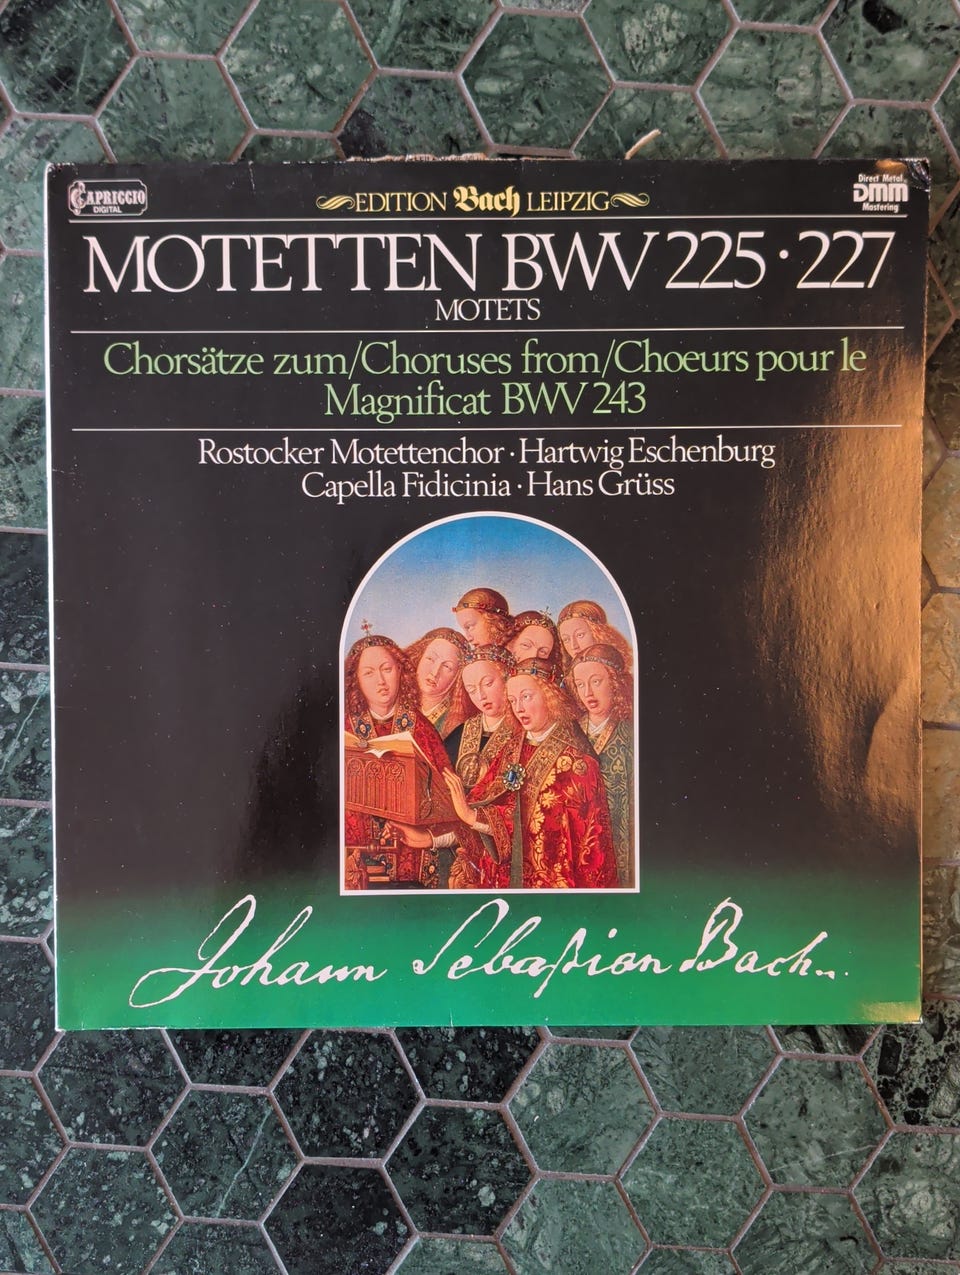 CAPRICCIO
DIGITAL
EDITION Bach LEIPZIG
Direct Metal
DMM
Mastering
MOTETTEN BWV 225 · 227
MOTETS
Chorsätze zum/Choruses from/Choeurs pour le
Magnificat BWV 243
Rostocker Motettenchor · Hartwig Eschenburg
Capella Fidicinia · Hans Grüss
Johann Sebaſtian Bach...